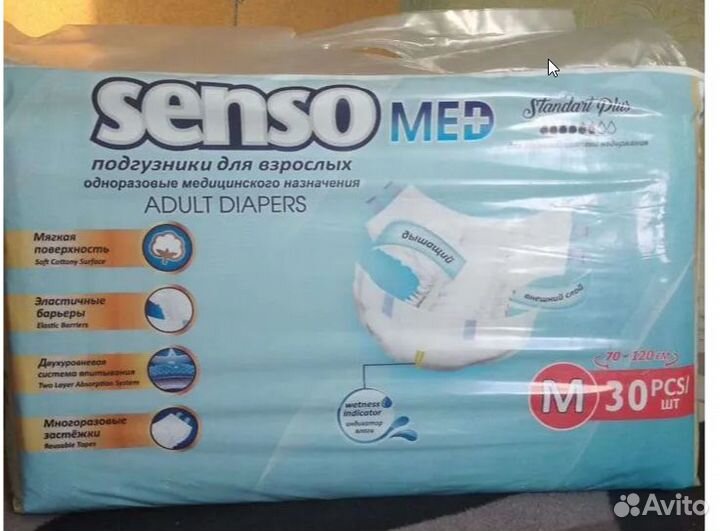 senso MED
Standart Plus
подгузники для взрослых
одноразовые медицинского назначения
ADULT DIAPERS
Мягкая
поверхность
Soft Cottony Surface
дышащий
внешний слой
Эластичные
барьеры
Elastic Barriers
70 - 120 см
Двухуровневая
система впитывания
Two Layer Absorption System
M 30 PCS/
ШТ
wetness
indicator
индикатор
влаги
Многоразовые
застёжки
Reusable Tapes
Avito